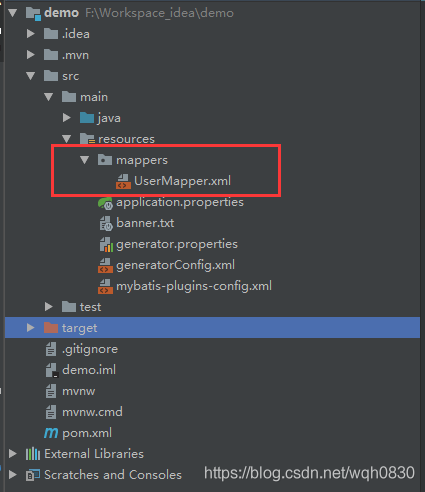 demo F:\Workspace_idea\demo
.idea
.mvn
src
main
java
resources
mappers
UserMapper.xml
application.properties
banner.txt
generator.properties
generatorConfig.xml
mybatis-plugins-config.xml
test
target
.gitignore
demo.iml
mvnw
mvnw.cmd
pom.xml
External Libraries
Scratches and Consoles
https://blog.csdn.net/wqh0830